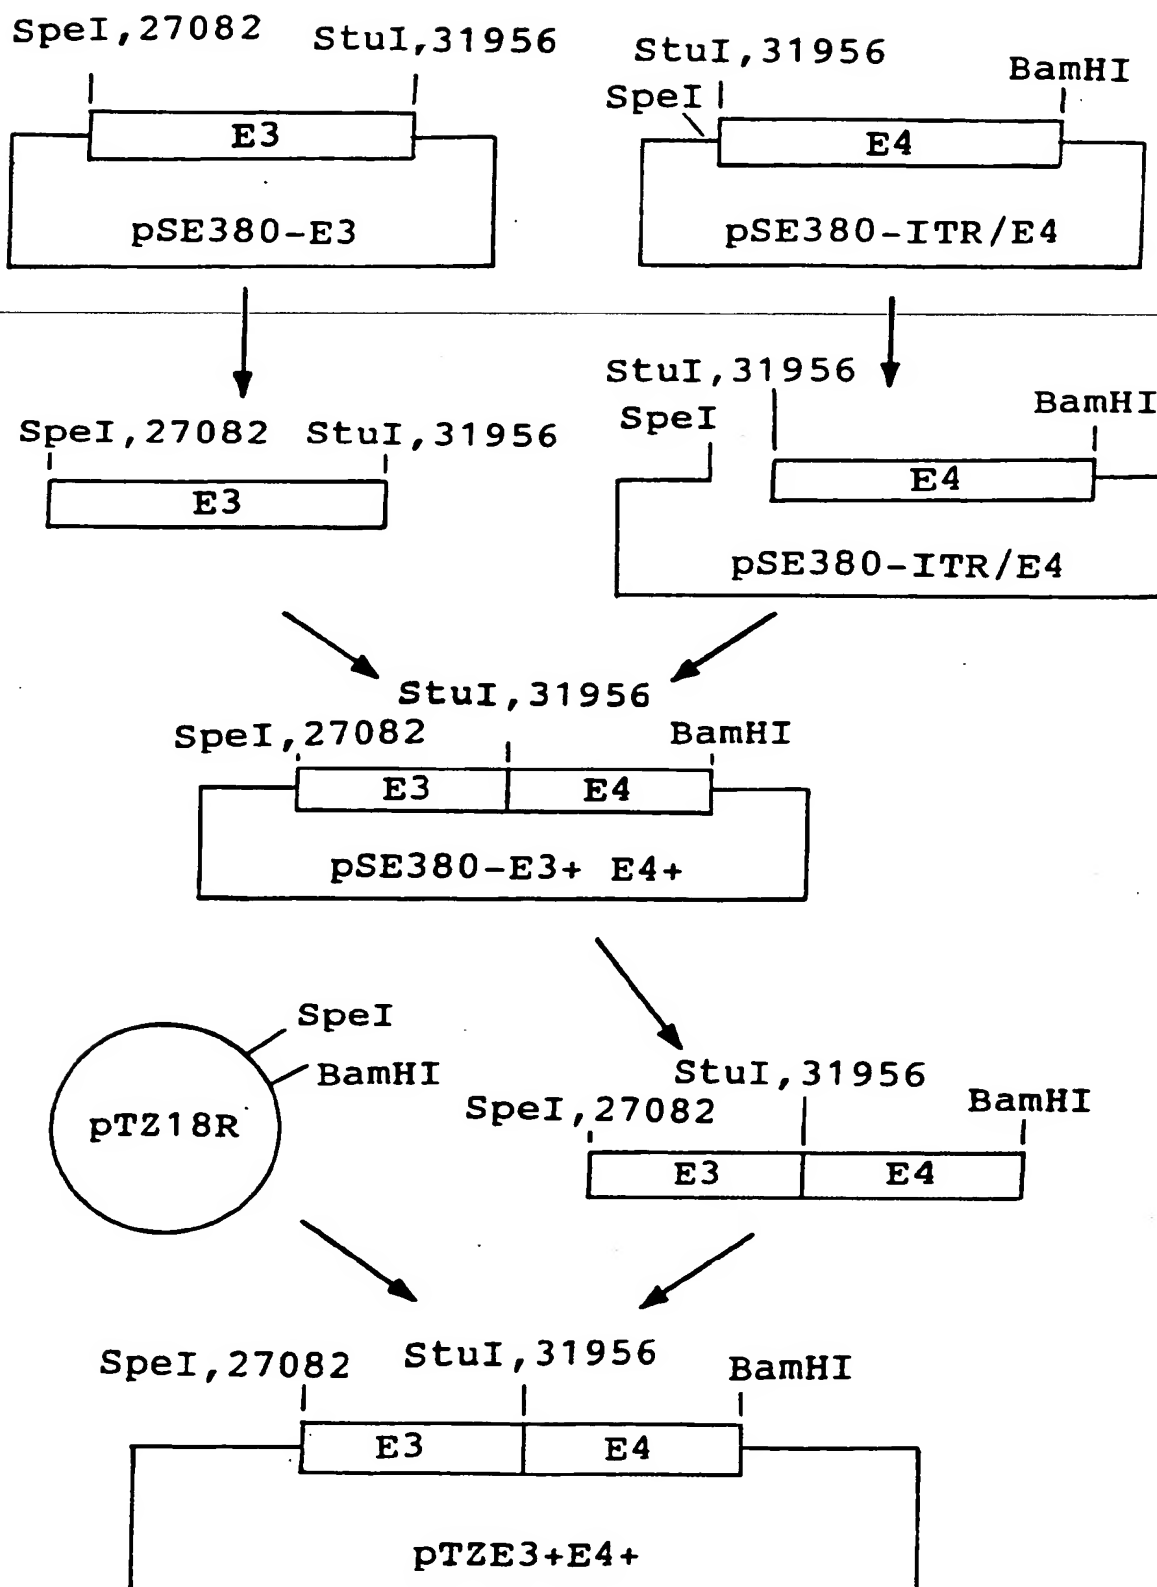 SpeI,27082 StuI,31956
StuI,31956
BamHI
SpeI
E3
E4
pSE380-E3
pSE380-ITR/E4
StuI,31956
SpeI
BamHI
SpeI,27082 StuI,31956
E3
E4
pSE380-ITR/E4
StuI,31956
SpeI,27082
BamHI
E3
E4
pSE380-E3+ E4+
SpeI
BamHI
pTZ18R
StuI,31956
SpeI,27082
BamHI
E3
E4
SpeI,27082
StuI,31956
BamHI
E3
E4
pTZE3+E4+